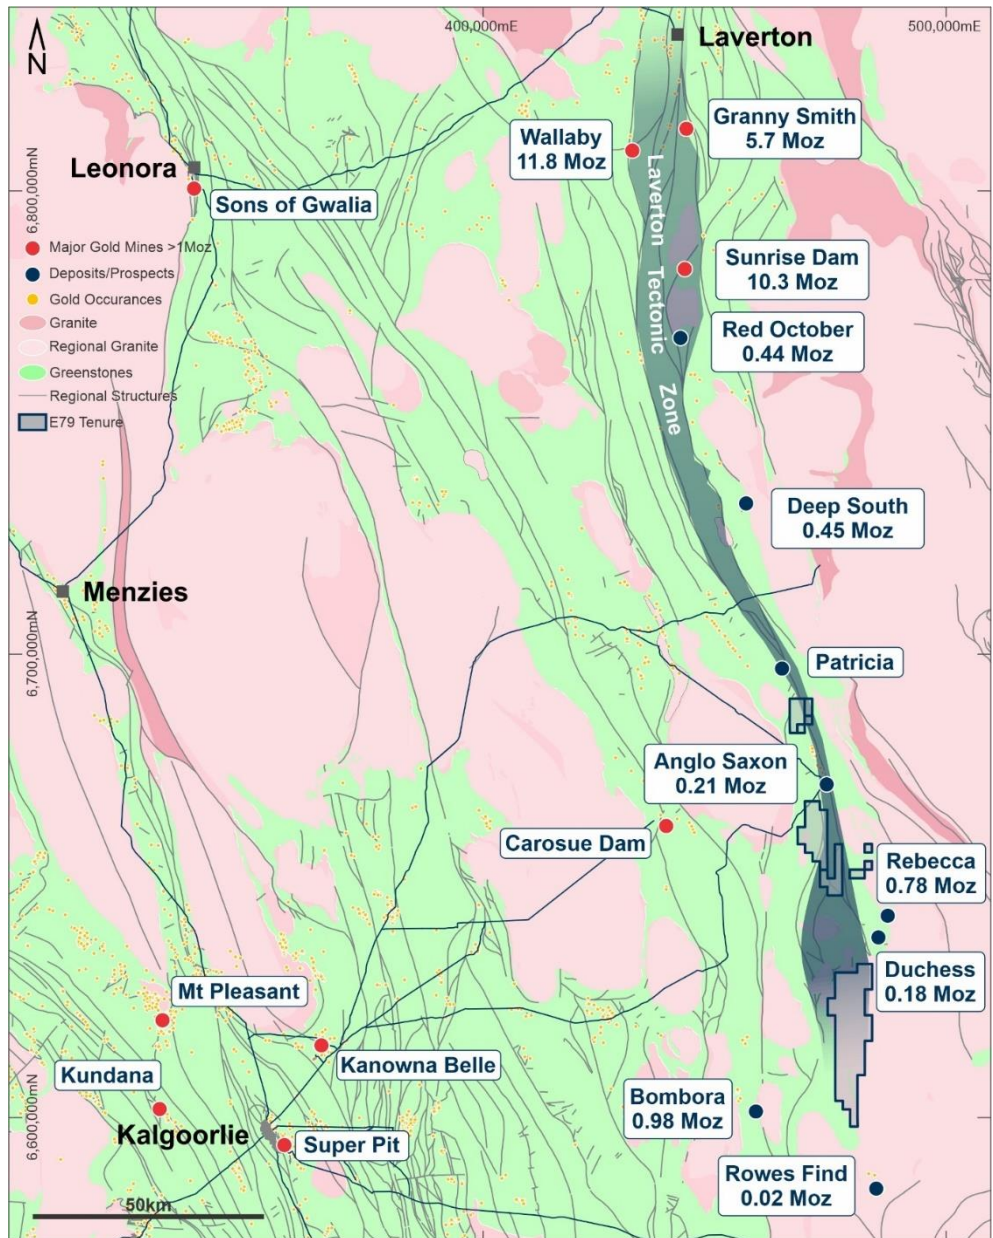 400,000mE
500,000mE
N
Laverton
Granny Smith
5.7 Moz
Wallaby
11.8 Moz
Leonora
6,800,000mN
Sons of Gwalia
Laverton Tectonic Zone
Major Gold Mines >1Moz
Deposits/Prospects
Gold Occurances
Granite
Regional Granite
Greenstones
Regional Structures
E79 Tenure
Sunrise Dam
10.3 Moz
Red October
0.44 Moz
Deep South
0.45 Moz
Menzies
6,700,000mN
Patricia
Anglo Saxon
0.21 Moz
Carosue Dam
Rebecca
0.78 Moz
Duchess
0.18 Moz
Mt Pleasant
Kanowna Belle
Kundana
Bombora
0.98 Moz
6,600,000mN
Kalgoorlie
Super Pit
Rowes Find
0.02 Moz
50km